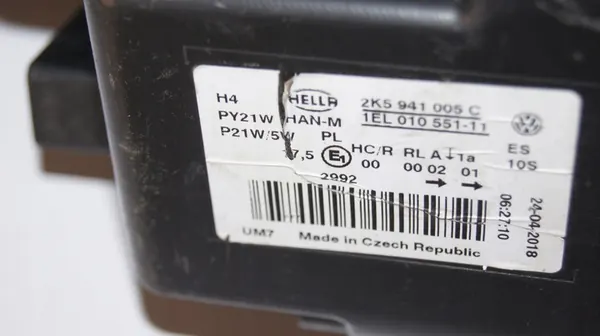 H4 HELLA 2K5 941 005 C
PY21W HAN-M 1EL 010 551-11
P21W/5W PL ES
7,5 E1 HC/R RL A 1a 10S
00 00 02 01
2992 → →
24-04-2018
06:27:10
UM7 Made in Czech Republic